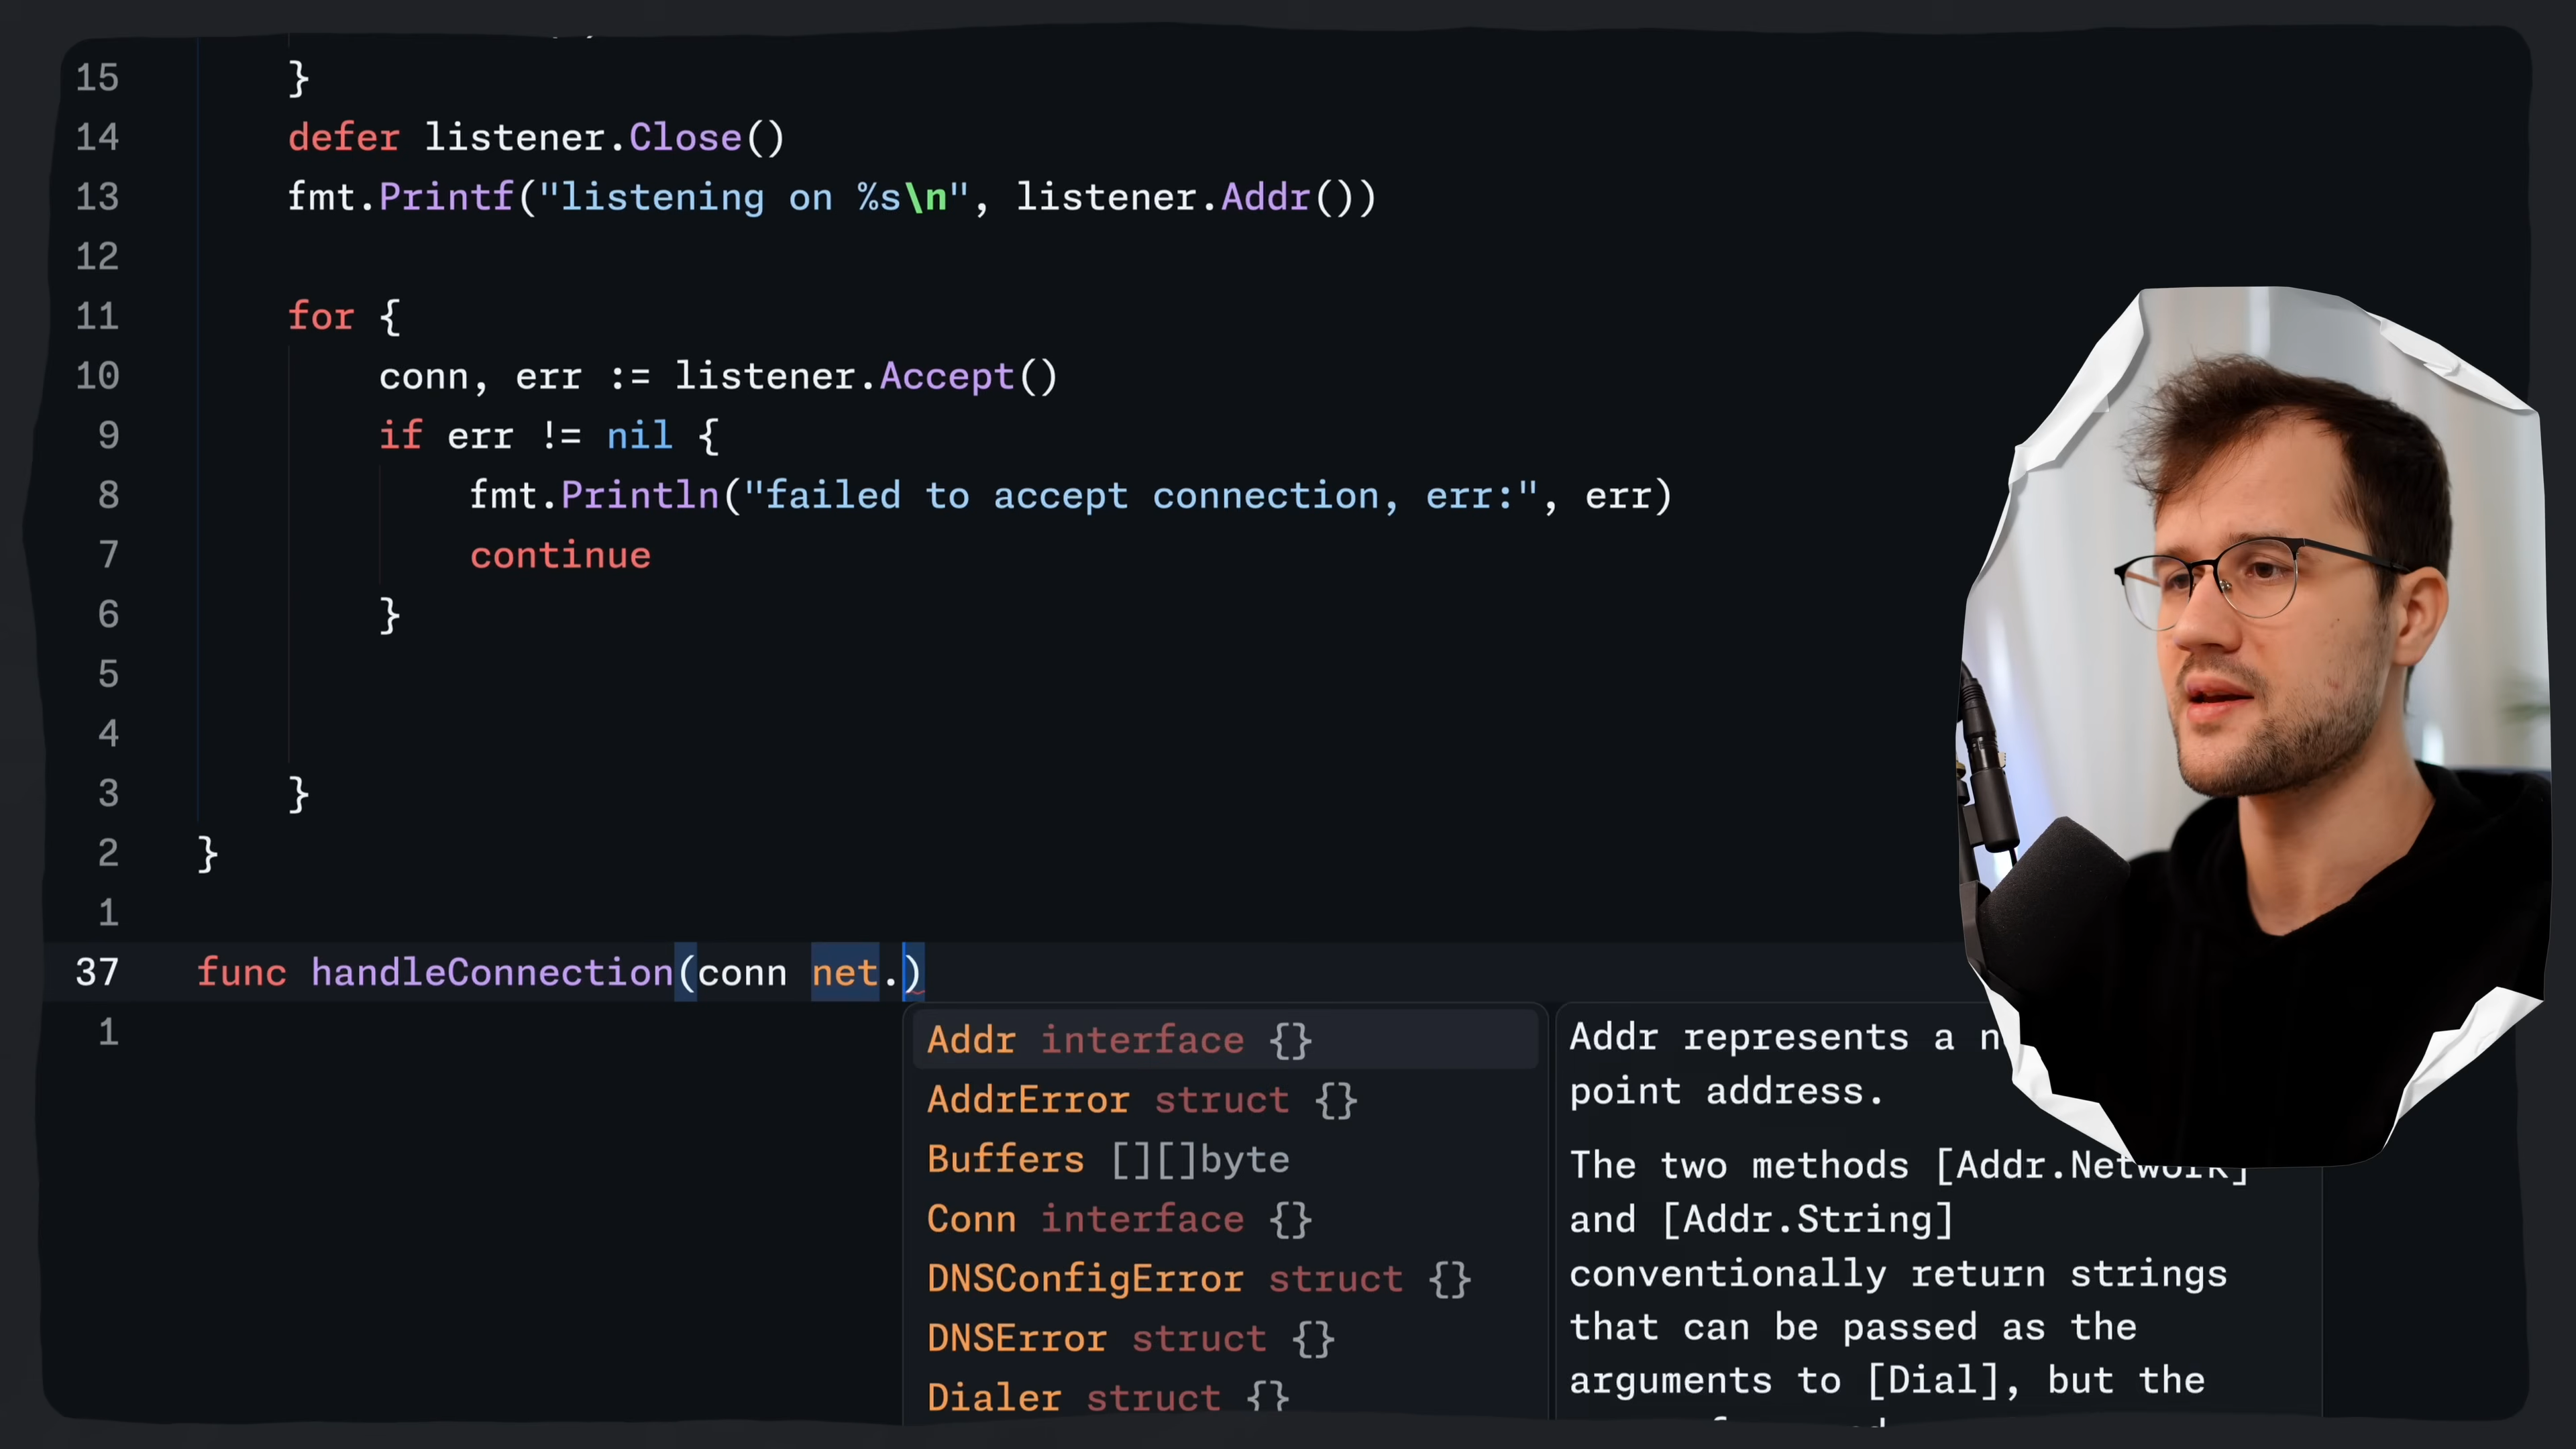 15 }
14 defer listener.Close()
13 fmt.Printf("listening on %s\n", listener.Addr())
12
11 for {
10 conn, err := listener.Accept()
9 if err != nil {
8 fmt.Println("failed to accept connection, err:", err)
7 continue
6 }
5
4
3 }
2 }
1
37 func handleConnection(conn net.)
1
Addr interface {}
AddrError struct {}
Buffers [][]byte
Conn interface {}
DNSConfigError struct {}
DNSError struct {}
Dialer struct {}
Addr represents a
point address.
The two methods [Addr.Network]
and [Addr.String]
conventionally return strings
that can be passed as the
arguments to [Dial], but the